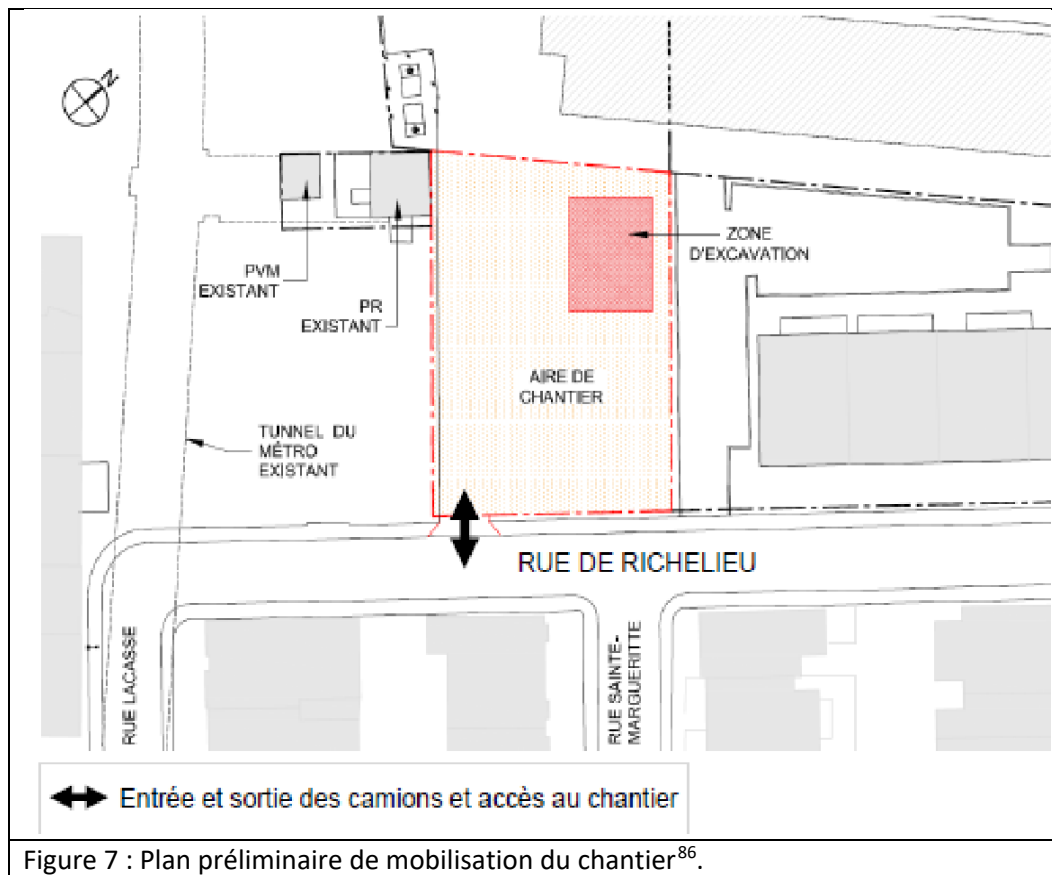 N
PVM
EXISTANT
PR
EXISTANT
ZONE
D'EXCAVATION
AIRE DE
CHANTIER
TUNNEL DU
MÉTRO
EXISTANT
RUE DE RICHELIEU
RUE LACASSE
RUE SAINTE-
MARGUERITTE
Entrée et sortie des camions et accès au chantier
Figure 7 : Plan préliminaire de mobilisation du chantier⁸⁶.